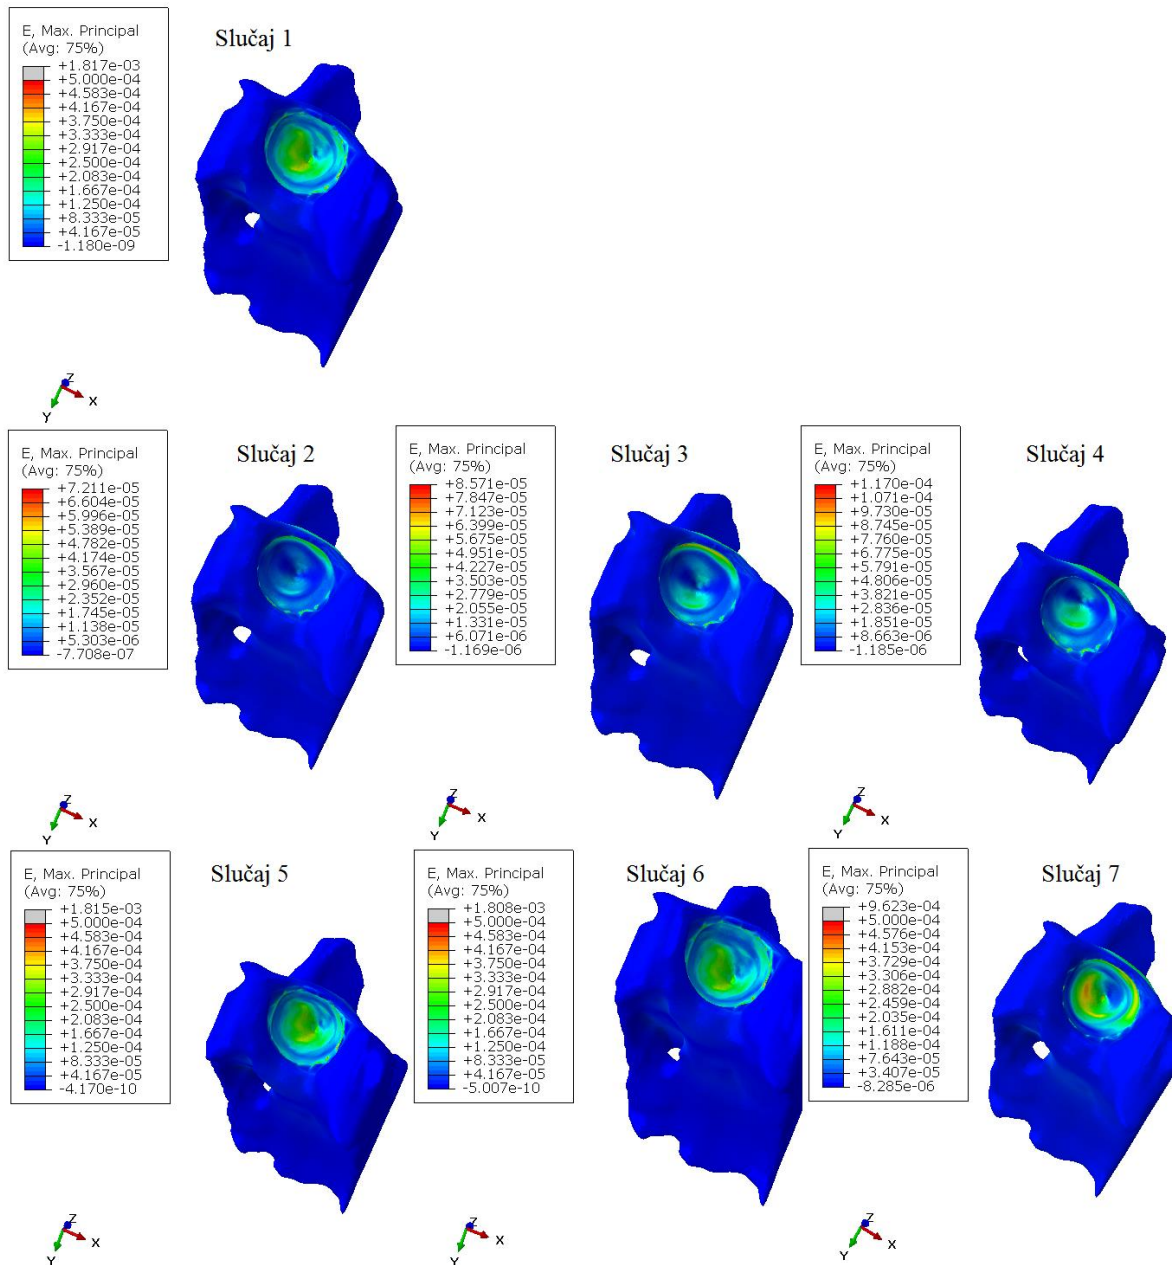 Slučaj 1
E, Max. Principal
(Avg: 75%)
+1.817e-03
+5.000e-04
+4.583e-04
+4.167e-04
+3.750e-04
+3.333e-04
+2.917e-04
+2.500e-04
+2.083e-04
+1.667e-04
+1.250e-04
+8.333e-05
+4.167e-05
-1.180e-09
Z
X
Y
Slučaj 2
E, Max. Principal
(Avg: 75%)
+7.211e-05
+6.604e-05
+5.996e-05
+5.389e-05
+4.782e-05
+4.174e-05
+3.567e-05
+2.960e-05
+2.352e-05
+1.745e-05
+1.138e-05
+5.303e-06
-7.708e-07
Z
X
Y
Slučaj 3
E, Max. Principal
(Avg: 75%)
+8.571e-05
+7.847e-05
+7.123e-05
+6.399e-05
+5.675e-05
+4.951e-05
+4.227e-05
+3.503e-05
+2.779e-05
+2.055e-05
+1.331e-05
+6.071e-06
-1.169e-06
Z
X
Y
Slučaj 4
E, Max. Principal
(Avg: 75%)
+1.170e-04
+1.071e-04
+9.730e-05
+8.745e-05
+7.760e-05
+6.775e-05
+5.791e-05
+4.806e-05
+3.821e-05
+2.836e-05
+1.851e-05
+8.663e-06
-1.185e-06
Z
X
Y
Slučaj 5
E, Max. Principal
(Avg: 75%)
+1.815e-03
+5.000e-04
+4.583e-04
+4.167e-04
+3.750e-04
+3.333e-04
+2.917e-04
+2.500e-04
+2.083e-04
+1.667e-04
+1.250e-04
+8.333e-05
+4.167e-05
-4.170e-10
Z
X
Y
Slučaj 6
E, Max. Principal
(Avg: 75%)
+1.808e-03
+5.000e-04
+4.583e-04
+4.167e-04
+3.750e-04
+3.333e-04
+2.917e-04
+2.500e-04
+2.083e-04
+1.667e-04
+1.250e-04
+8.333e-05
+4.167e-05
-5.007e-10
Z
X
Y
Slučaj 7
E, Max. Principal
(Avg: 75%)
+9.623e-04
+5.000e-04
+4.576e-04
+4.153e-04
+3.729e-04
+3.306e-04
+2.882e-04
+2.459e-04
+2.035e-04
+1.611e-04
+1.188e-04
+7.643e-05
+3.407e-05
-8.285e-06
Z
X
Y